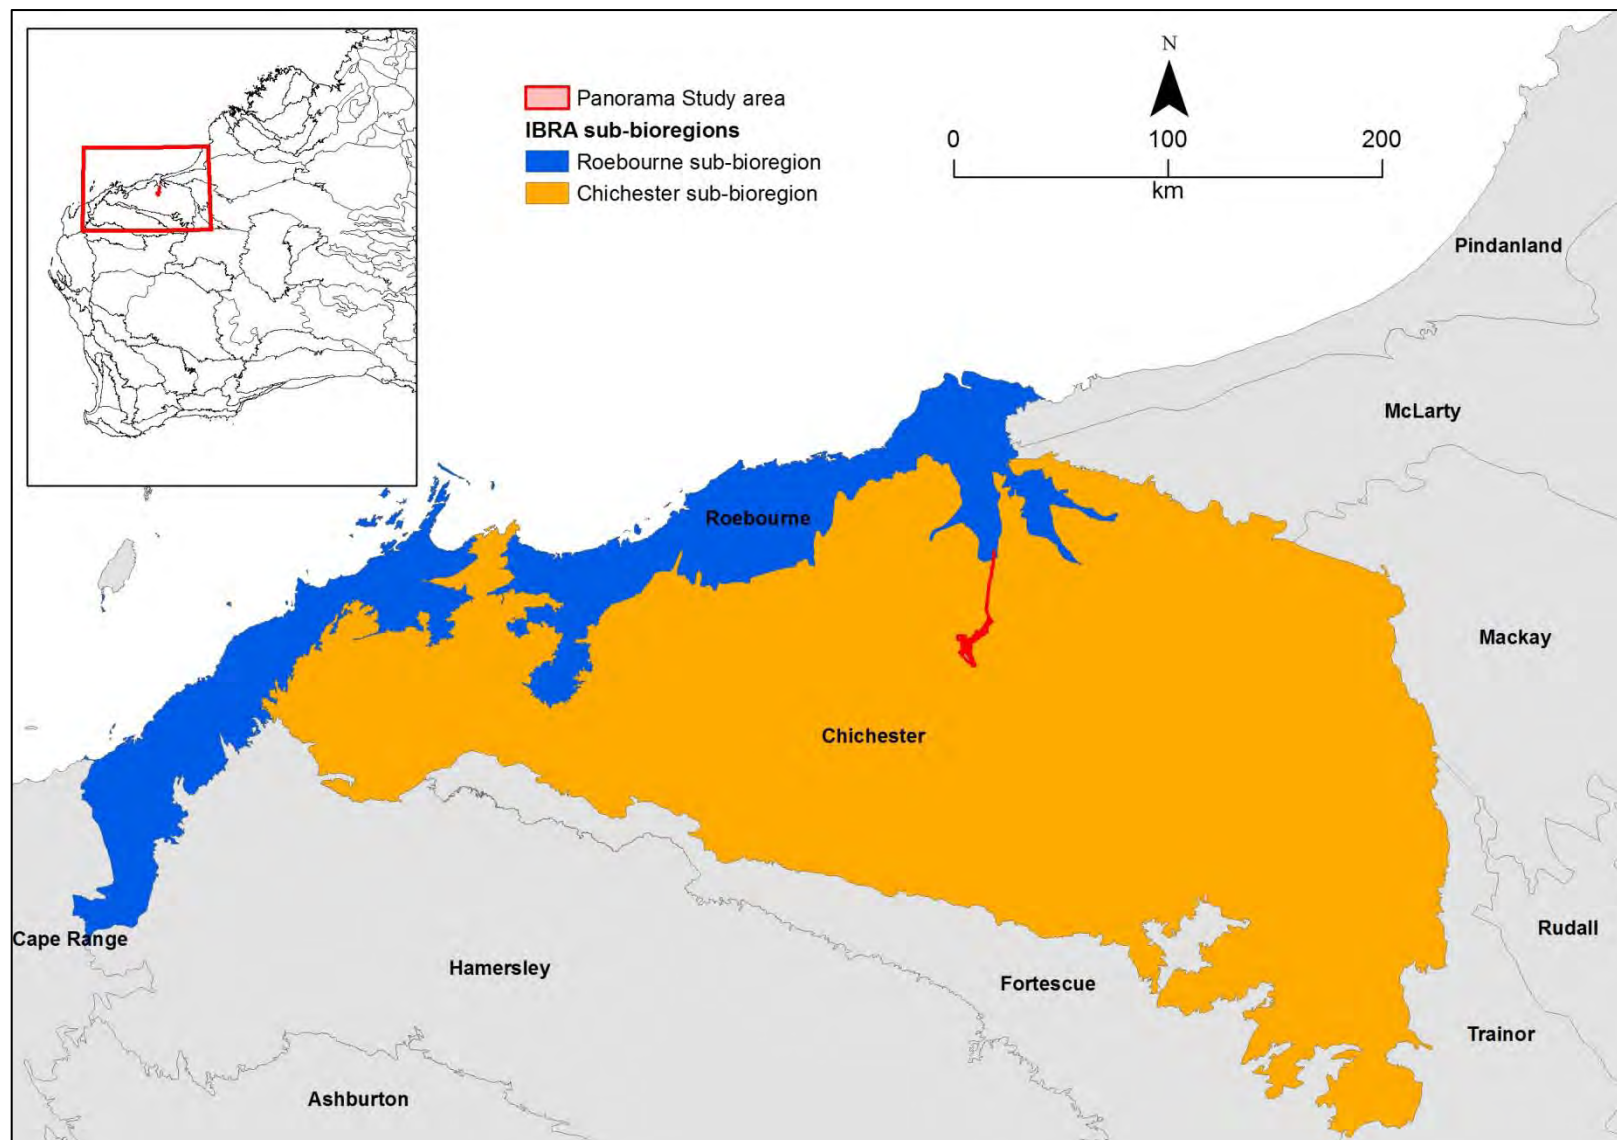 N
Panorama Study area
IBRA sub-bioregions
Roebourne sub-bioregion
Chichester sub-bioregion
0 100 200
km
Pindanland
McLarty
Roebourne
Mackay
Chichester
Rudall
Cape Range
Hamersley
Fortescue
Trainor
Ashburton